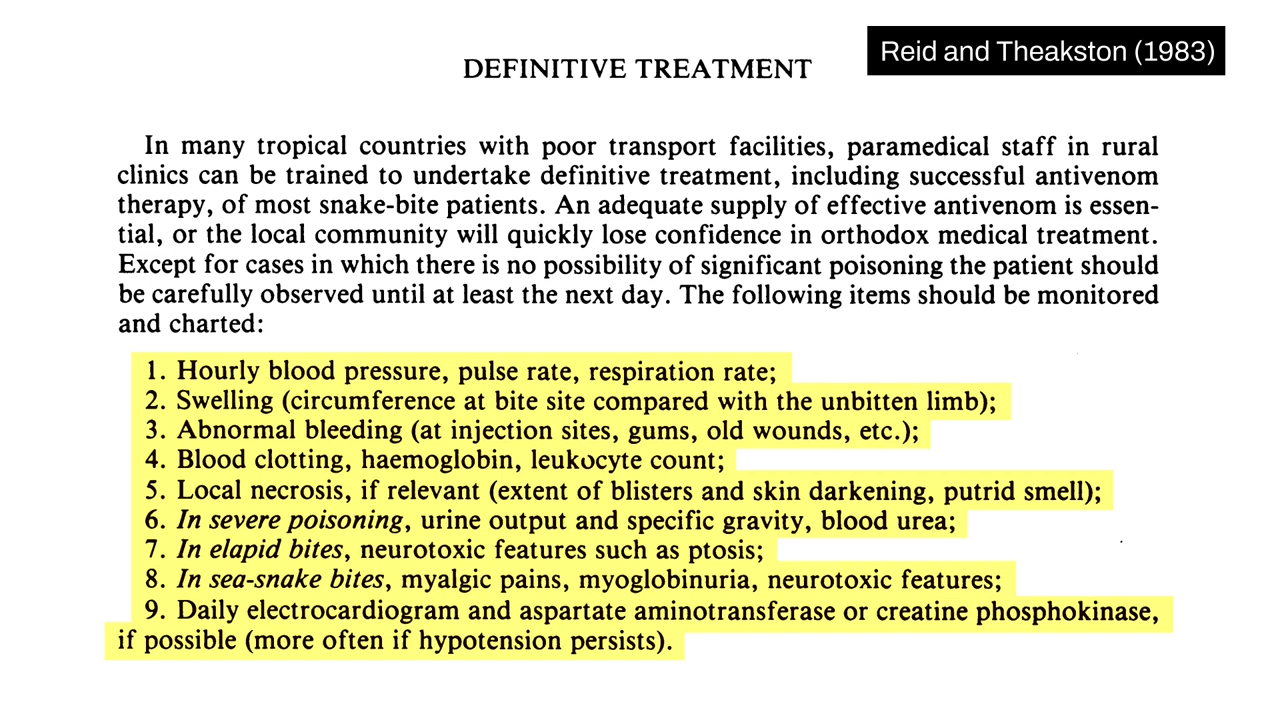 Reid and Theakston (1983)
DEFINITIVE TREATMENT
In many tropical countries with poor transport facilities, paramedical staff in rural
clinics can be trained to undertake definitive treatment, including successful antivenom
therapy, of most snake-bite patients. An adequate supply of effective antivenom is essen-
tial, or the local community will quickly lose confidence in orthodox medical treatment.
Except for cases in which there is no possibility of significant poisoning the patient should
be carefully observed until at least the next day. The following items should be monitored
and charted:
1. Hourly blood pressure, pulse rate, respiration rate;
2. Swelling (circumference at bite site compared with the unbitten limb);
3. Abnormal bleeding (at injection sites, gums, old wounds, etc.);
4. Blood clotting, haemoglobin, leukocyte count;
5. Local necrosis, if relevant (extent of blisters and skin darkening, putrid smell);
6. In severe poisoning, urine output and specific gravity, blood urea;
7. In elapid bites, neurotoxic features such as ptosis;
8. In sea-snake bites, myalgic pains, myoglobinuria, neurotoxic features;
9. Daily electrocardiogram and aspartate aminotransferase or creatine phosphokinase,
if possible (more often if hypotension persists).